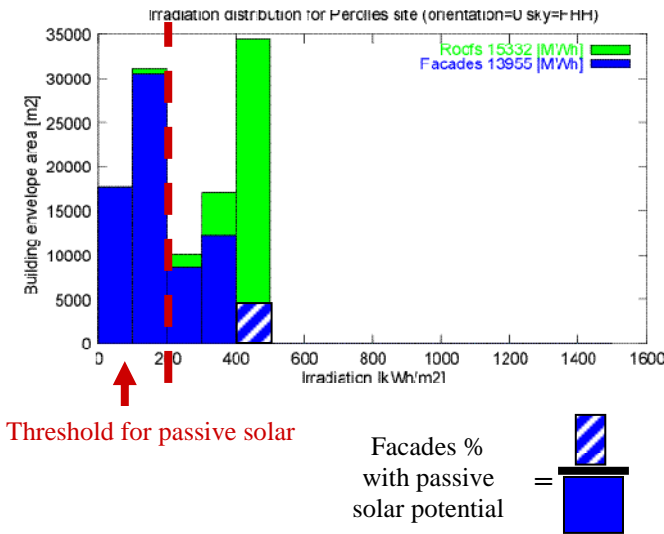 Irradiation distribution for Perolles site (orientation=0 sky=FHH)
Roofs 15332 [MWh]
Facades 13955 [MWh]
35000
30000
25000
20000
15000
10000
5000
0
Building envelope area [m2]
0 200 400 600 800 1000 1200 1400 1600
Irradiation [kWh/m2]
Threshold for passive solar
Facades %
with passive =
solar potential